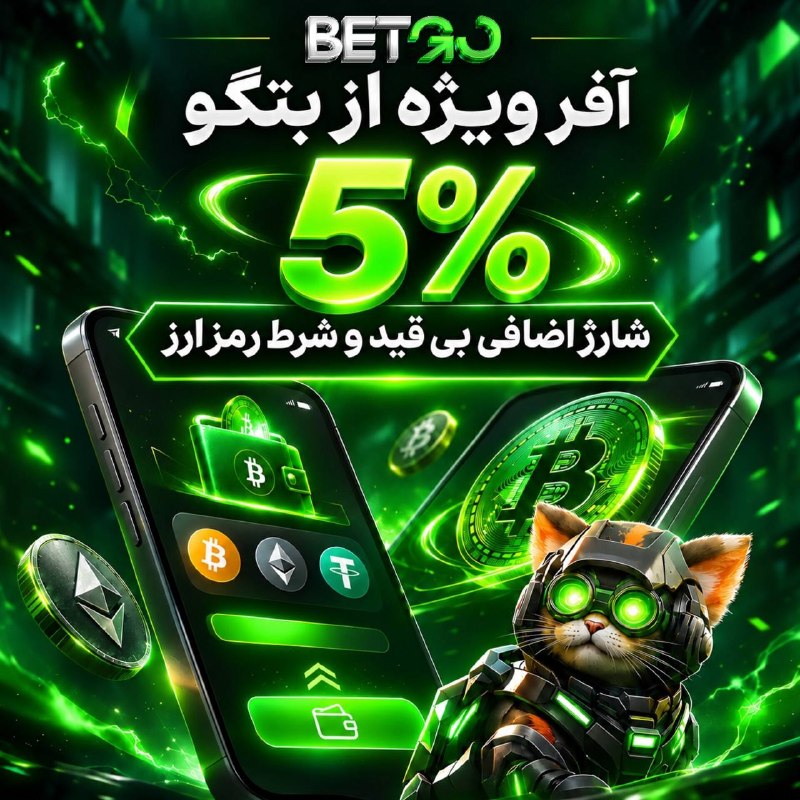 BETGO
آفر ویژه از بتگو
5%
شارژ اضافی بی قید و شرط رمز ارز